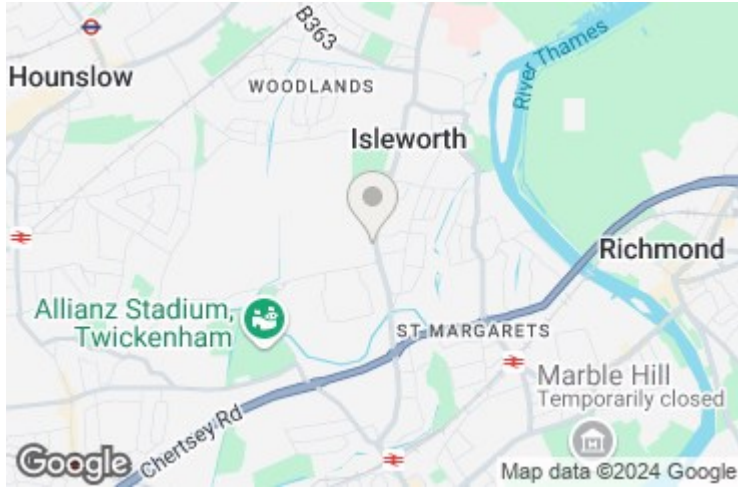 B363
River Thames
Hounslow
WOODLANDS
Isleworth
Richmond
Allianz Stadium,
Twickenham
ST MARGARETS
Marble Hill
Temporarily closed
Chertsey Rd
Google
Map data ©2024 Google